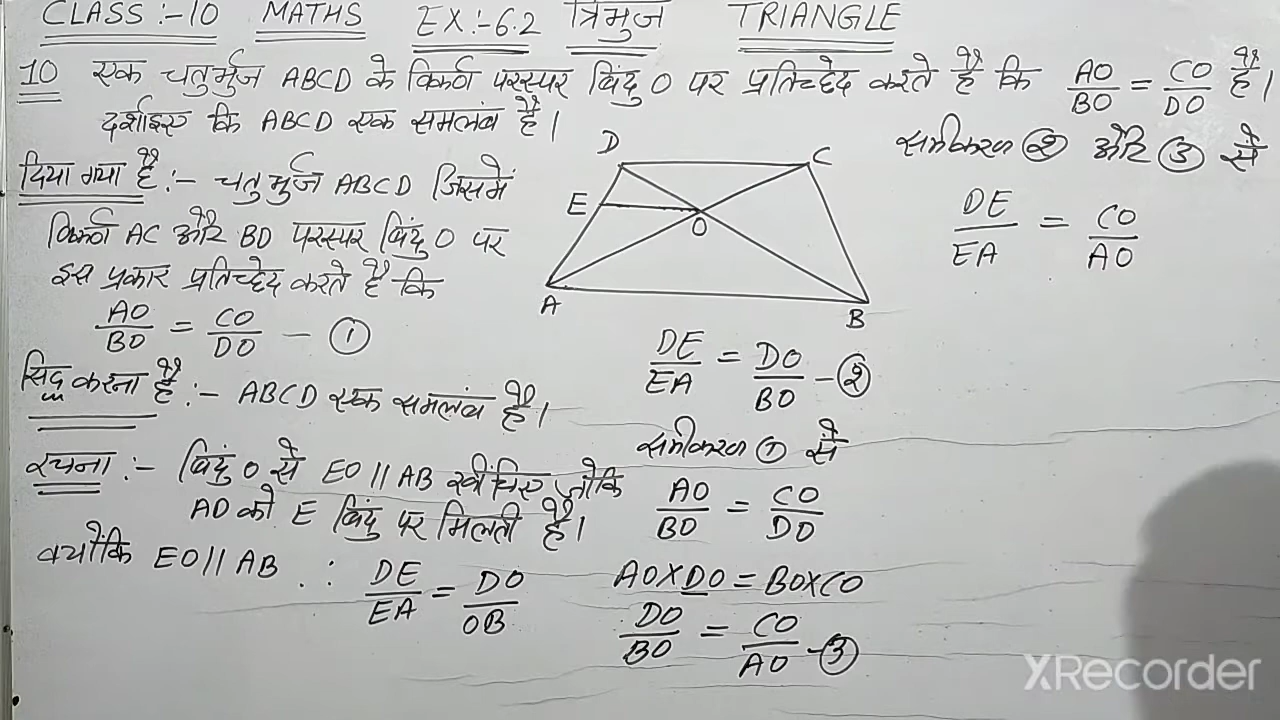 CLASS :- 10 MATHS EX :- 6.2 त्रिभुज TRIANGLE
10 एक चतुर्भुज ABCD के विकर्ण परस्पर बिंदु O पर प्रतिच्छेद करते हैं कि AO/BO = CO/DO है।
दर्शाइए कि ABCD एक समलंब है।
दिया गया है :- चतुर्भुज ABCD जिसमें
विकर्ण AC और BD परस्पर बिंदु O पर
इस प्रकार प्रतिच्छेद करते हैं कि
AO/BO = CO/DO — ①
सिद्ध करना है :- ABCD एक समलंब है।
रचना :- बिंदु O से EO || AB खींचिए जोकि
AD को E बिंदु पर मिलती है।
क्योंकि EO || AB ∴ DE/EA = DO/OB
D C
E O
A B
DE/EA = DO/BO — ②
समीकरण ① से
AO/BO = CO/DO
AO×DO = BO×CO
DO/BO = CO/AO — ③
समीकरण ② और ③ से
DE/EA = CO/AO
XRecorder